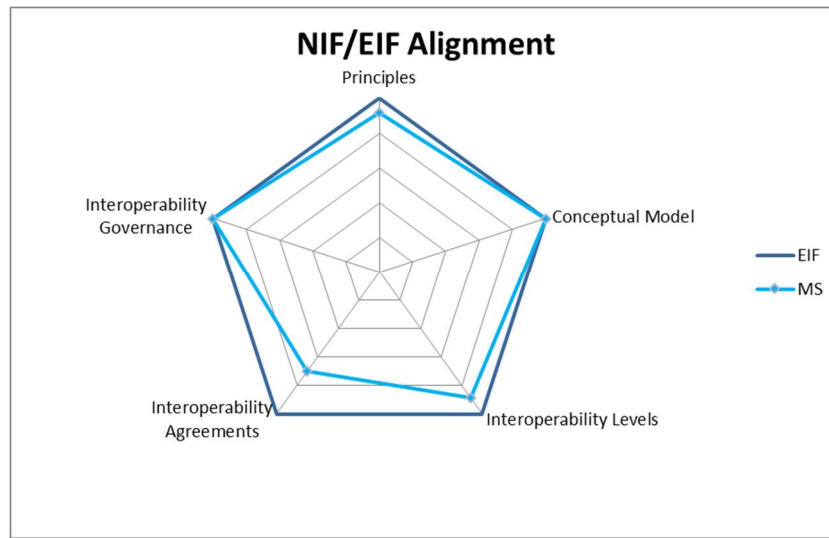 NIF/EIF Alignment
Principles
Interoperability
Governance
Conceptual Model
EIF
MS
Interoperability
Agreements
Interoperability Levels